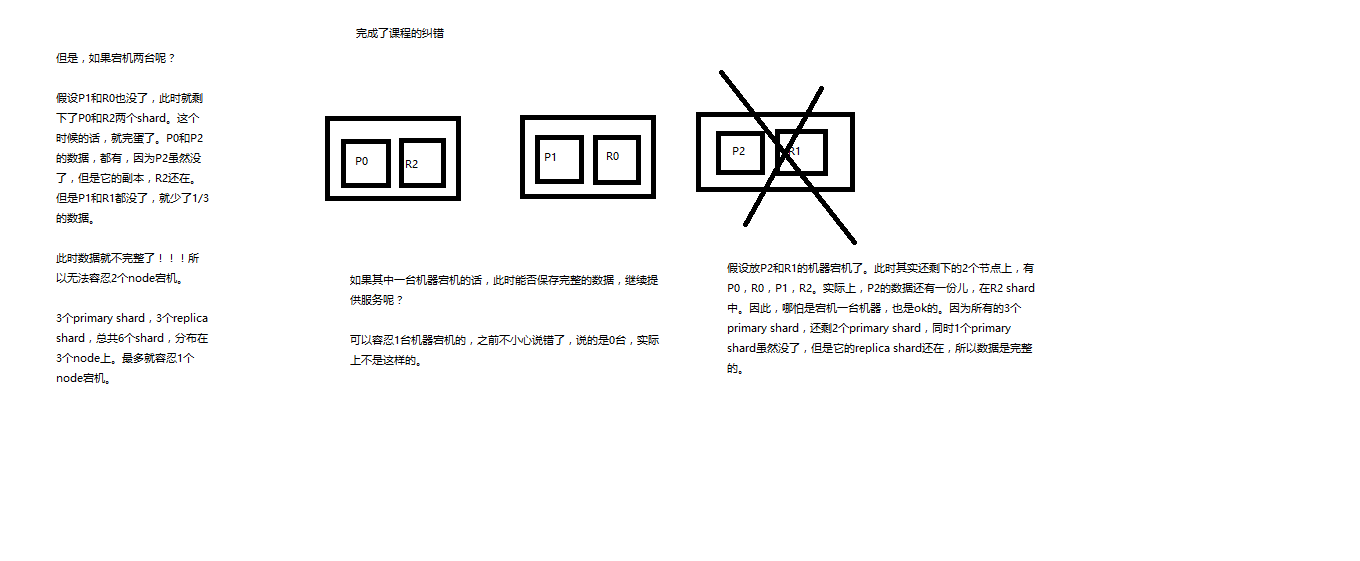 完成了课程的纠错
但是，如果宕机两台呢？
假设P1和R0也没了，此时就剩
下了P0和R2两个shard。这个
时候的话，就完蛋了。P0和P2
的数据，都有，因为P2虽然没
了，但是它的副本，R2还在。
但是P1和R1都没了，就少了1/3
的数据。
此时数据就不完整了！！！所
以无法容忍2个node宕机。
3个primary shard，3个replica
shard，总共6个shard，分布在
3个node上。最多就容忍1个
node宕机。
P0
R2
P1
R0
P2
R1
如果其中一台机器宕机的话，此时能否保存完整的数据，继续提
供服务呢？
可以容忍1台机器宕机的，之前不小心说错了，说的是0台，实际
上不是这样的。
假设放P2和R1的机器宕机了。此时其实还剩下的2个节点上，有
P0，R0，P1，R2。实际上，P2的数据还有一份儿，在R2 shard
中。因此，哪怕是宕机一台机器，也是ok的。因为所有的3个
primary shard，还剩2个primary shard，同时1个primary
shard虽然没了，但是它的replica shard还在，所以数据是完整
的。